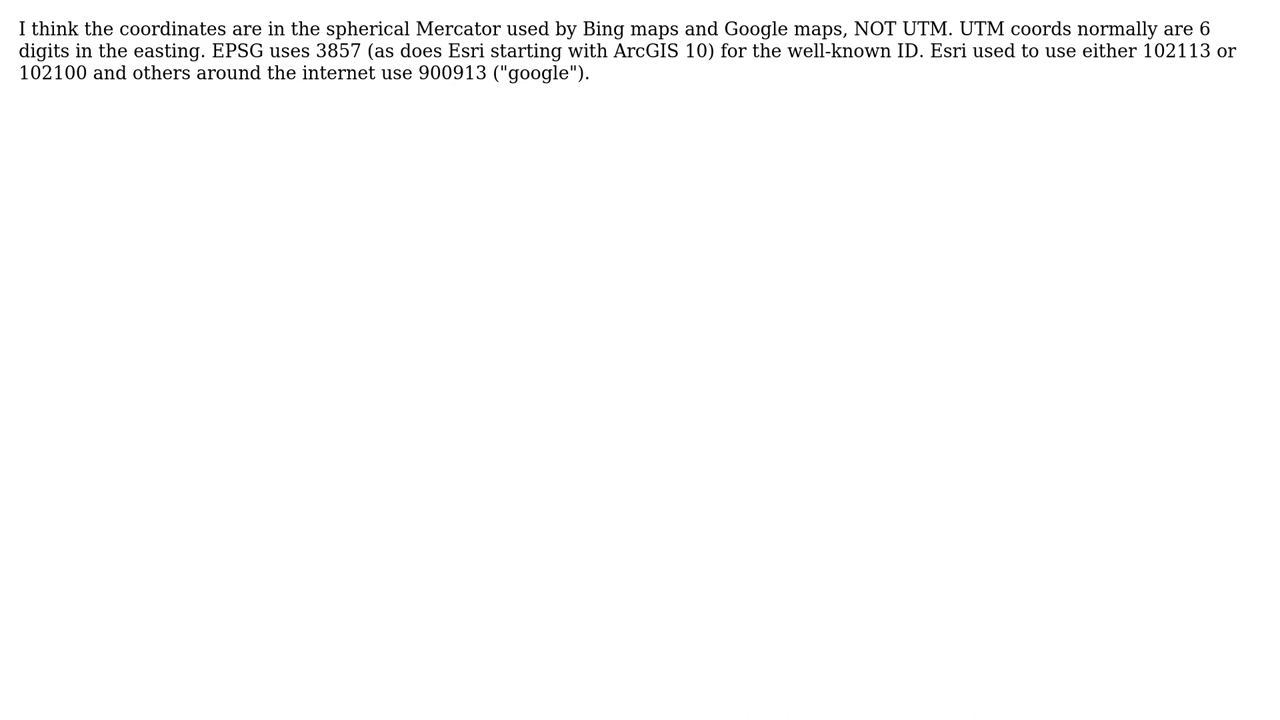 I think the coordinates are in the spherical Mercator used by Bing maps and Google maps, NOT UTM. UTM coords normally are 6
digits in the easting. EPSG uses 3857 (as does Esri starting with ArcGIS 10) for the well-known ID. Esri used to use either 102113 or
102100 and others around the internet use 900913 ("google").